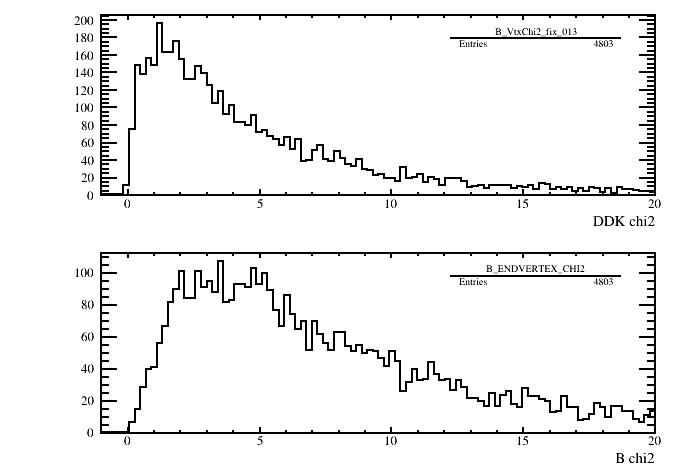 200
180
160
140
120
100
80
60
40
20
0
B_VtxChi2_fix_013
Entries 4803
0 5 10 15 20
DDK chi2
100
80
60
40
20
0
B_ENDVERTEX_CHI2
Entries 4803
0 5 10 15 20
B chi2